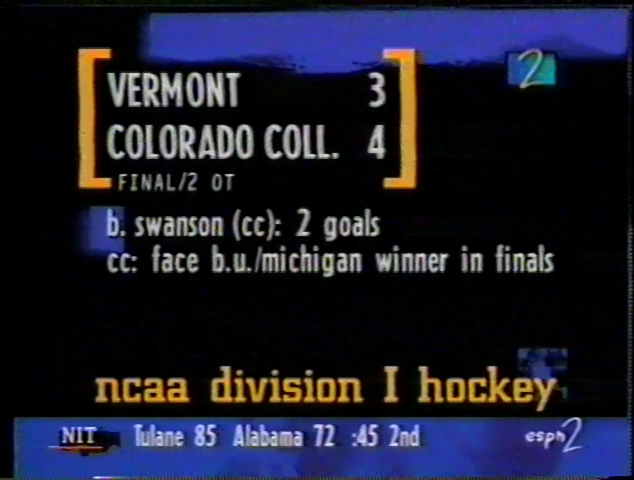 VERMONT 3
COLORADO COLL. 4
FINAL/2 OT
2
b. swanson (cc): 2 goals
cc: face b.u./michigan winner in finals
ncaa division I hockey
NIT Tulane 85 Alabama 72 :45 2nd
espn2